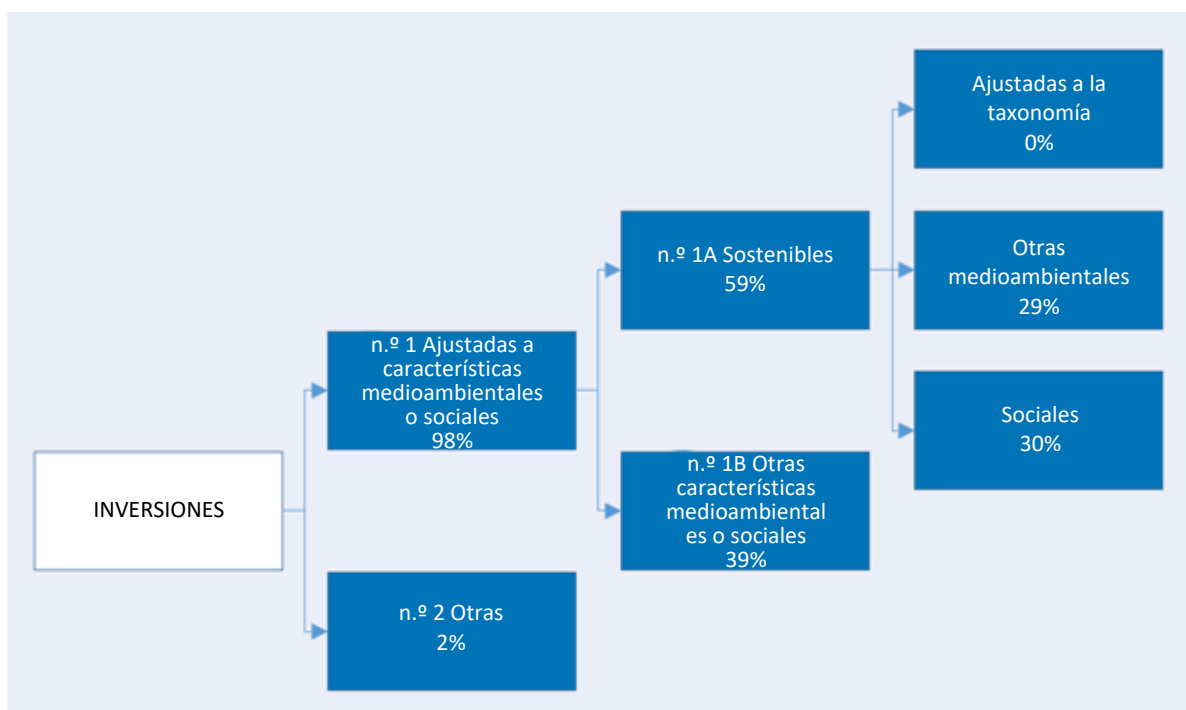 INVERSIONES
n.º 1 Ajustadas a
características
medioambientales
o sociales
98%
n.º 2 Otras
2%
n.º 1A Sostenibles
59%
n.º 1B Otras
características
medioambiental
es o sociales
39%
Ajustadas a la
taxonomía
0%
Otras
medioambientales
29%
Sociales
30%